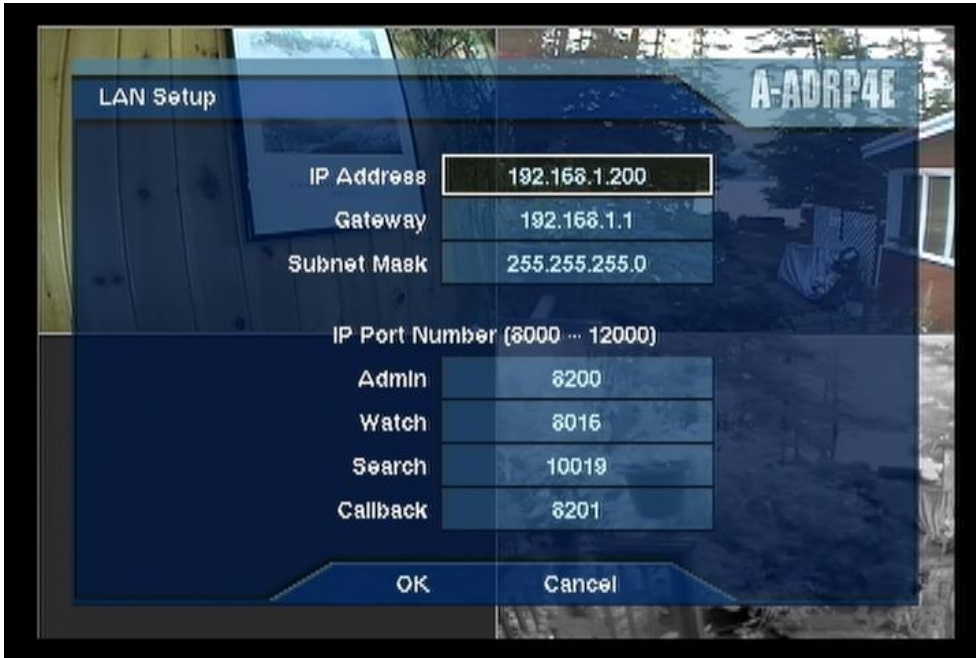 A-ADRP4E
LAN Setup
IP Address 192.168.1.200
Gateway 192.168.1.1
Subnet Mask 255.255.255.0
IP Port Number (8000 ··· 12000)
Admin 8200
Watch 8016
Search 10019
Callback 8201
OK Cancel